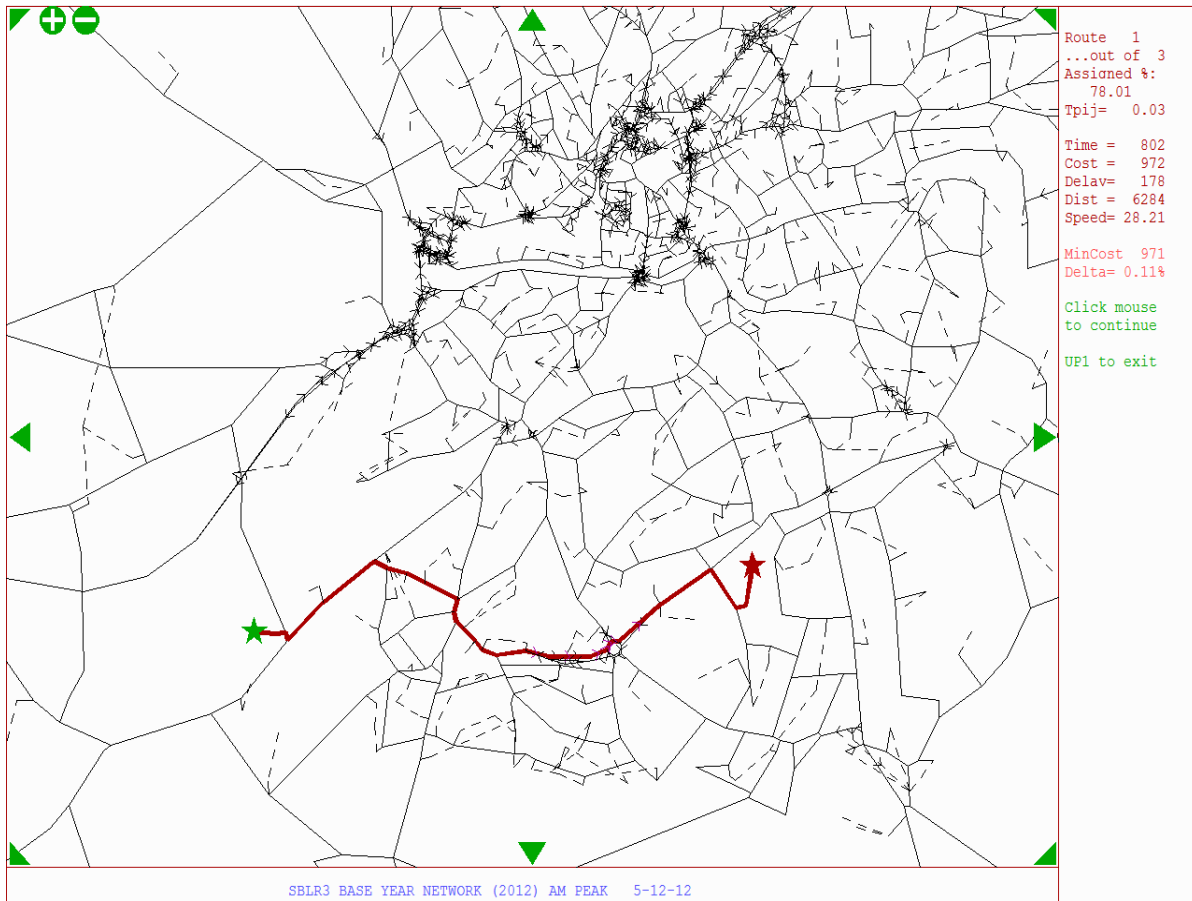 Route 1
...out of 3
Assigned %:
78.01
Tpij= 0.03
Time = 802
Cost = 972
Delay= 178
Dist = 6284
Speed= 28.21
MinCost 971
Delta= 0.11%
Click mouse
to continue
UP1 to exit
SBLR3 BASE YEAR NETWORK (2012) AM PEAK 5-12-12